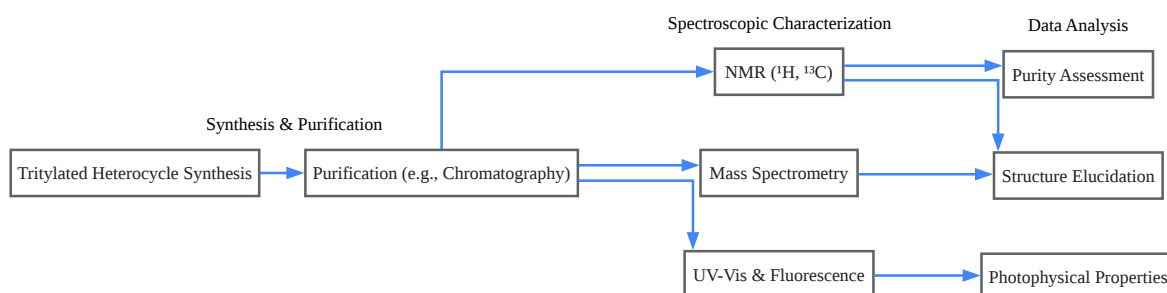 Spectroscopic Characterization
Data Analysis
NMR (¹H, ¹³C)
Purity Assessment
Synthesis & Purification
Tritylated Heterocycle Synthesis
Purification (e.g., Chromatography)
Mass Spectrometry
Structure Elucidation
UV-Vis & Fluorescence
Photophysical Properties